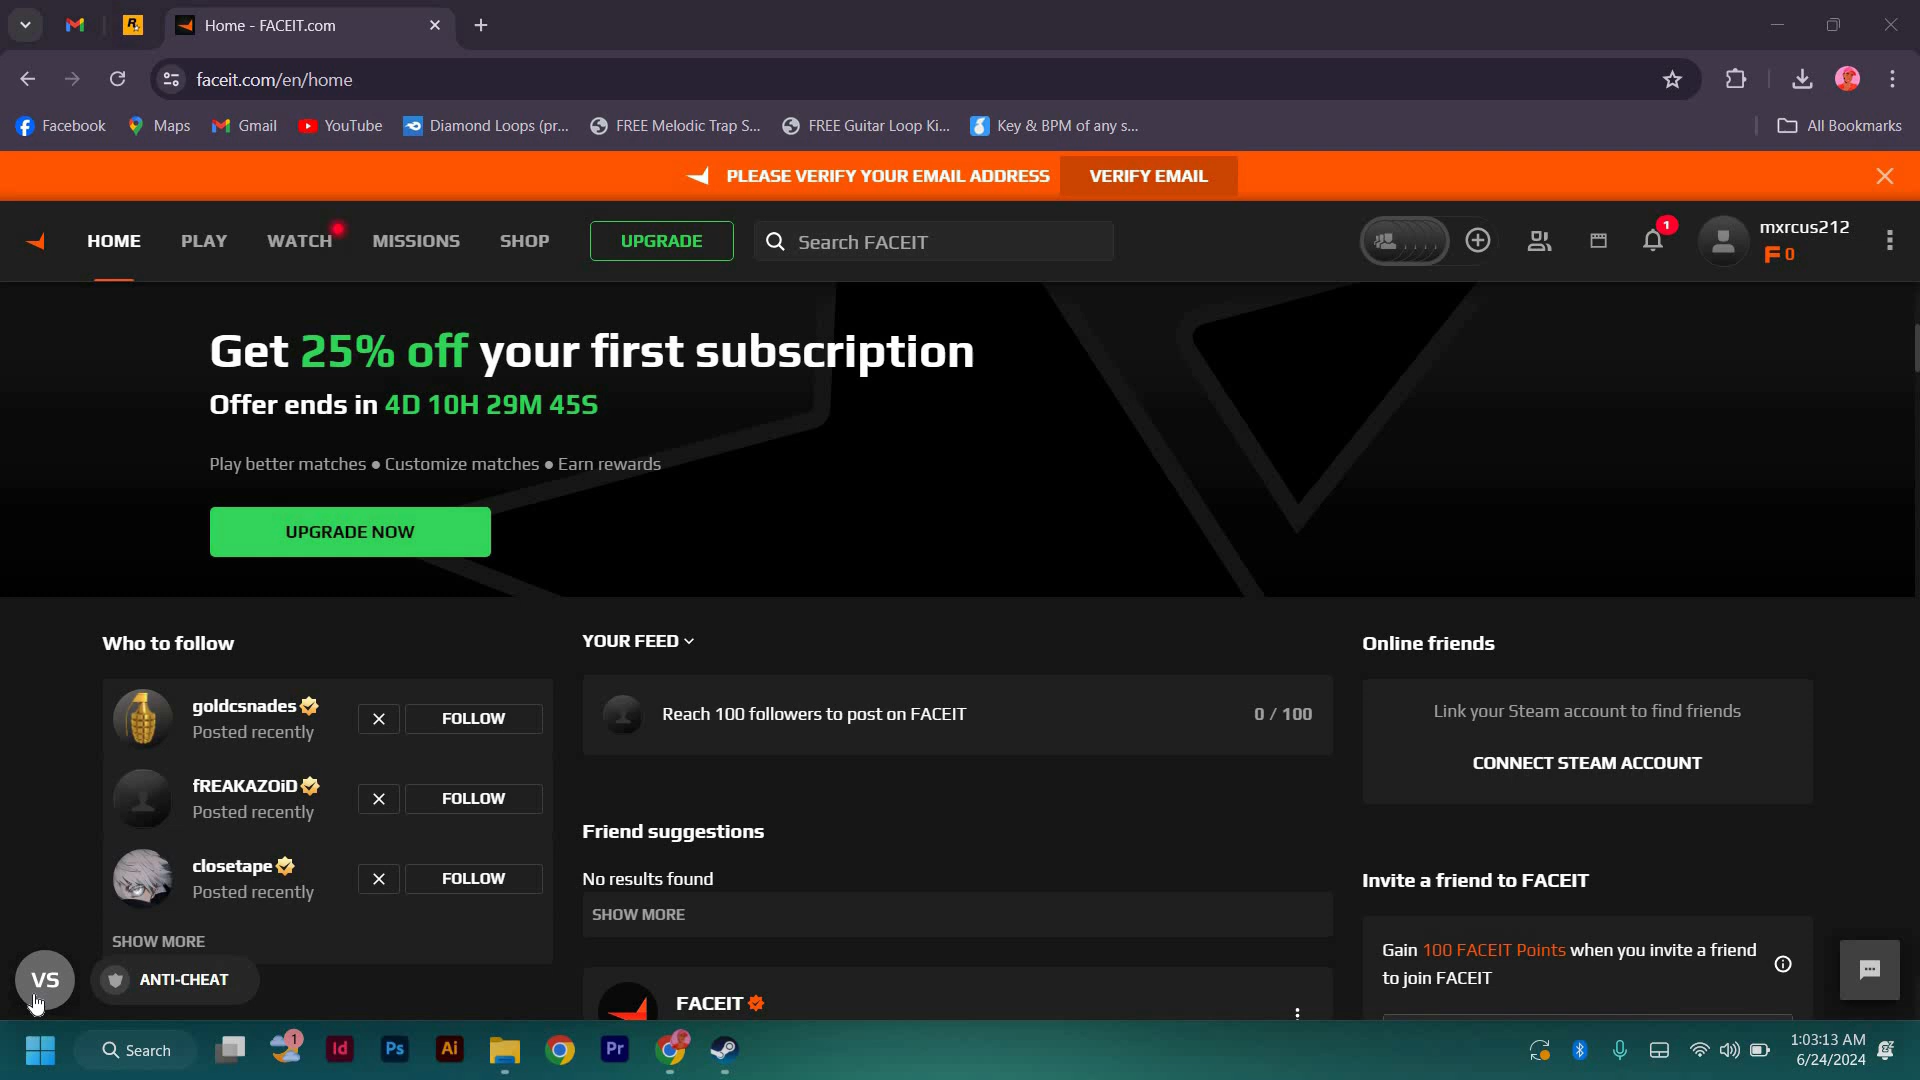 Home - FACEIT.com
faceit.com/en/home
Facebook
Maps
Gmail
YouTube
Diamond Loops (pr...
FREE Melodic Trap S...
FREE Guitar Loop Ki...
Key & BPM of any s...
All Bookmarks
PLEASE VERIFY YOUR EMAIL ADDRESS
VERIFY EMAIL
HOME
PLAY
WATCH
MISSIONS
SHOP
UPGRADE
Search FACEIT
1
mxrcus212
0
Get 25% off your first subscription
Offer ends in 4D 10H 29M 45S
Play better matches ● Customize matches ● Earn rewards
UPGRADE NOW
Who to follow
goldcsnades
Posted recently
FOLLOW
fREAKAZOiD
Posted recently
FOLLOW
closetape
Posted recently
FOLLOW
SHOW MORE
YOUR FEED
Reach 100 followers to post on FACEIT
0 / 100
Friend suggestions
No results found
SHOW MORE
FACEIT
Online friends
Link your Steam account to find friends
CONNECT STEAM ACCOUNT
Invite a friend to FACEIT
Gain 100 FACEIT Points when you invite a friend
to join FACEIT
VS
ANTI-CHEAT
Search
1
Id
Ps
Ai
Pr
1:03:13 AM
6/24/2024